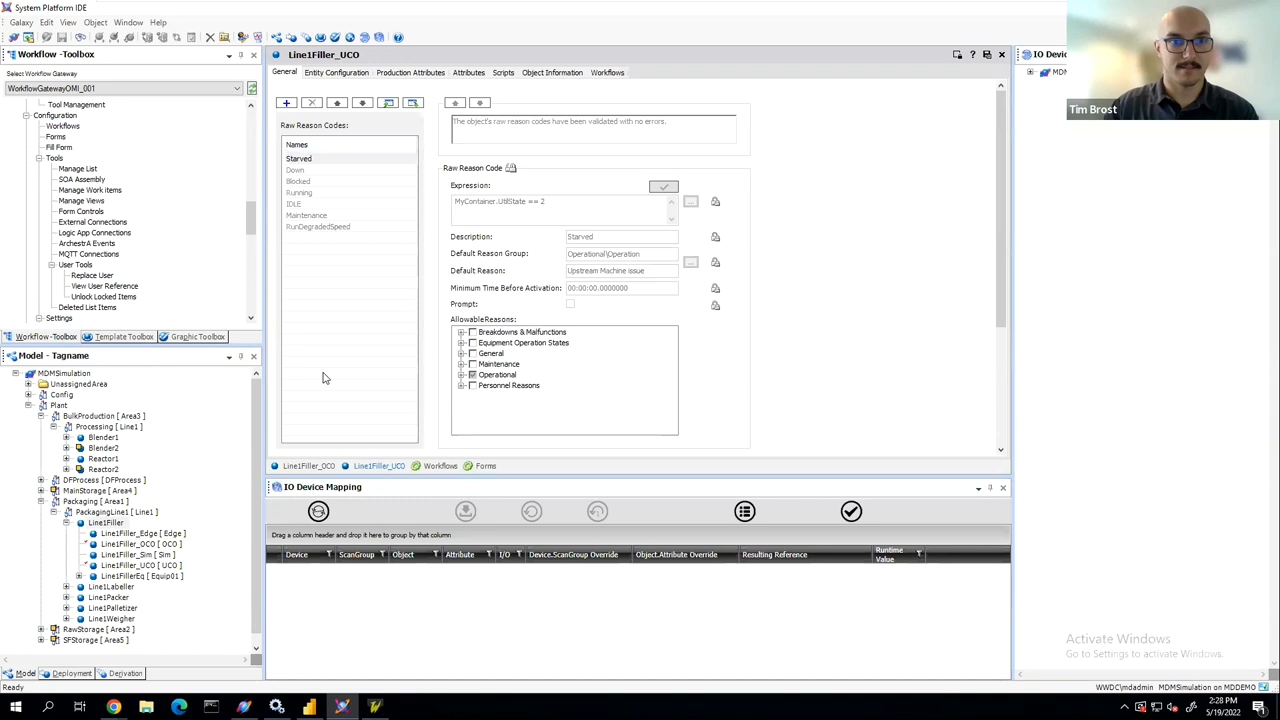 System Platform IDE
Galaxy Edit View Object Window Help
Workflow -Toolbox
Select Workflow Gateway
WorkflowGatewayOMI_001
Tool Management
Configuration
Workflows
Forms
Fill Form
Tools
Manage List
SOA Assembly
Manage Work items
Manage Views
Form Controls
External Connections
Logic App Connections
ArchestrA Events
MQTT Connections
User Tools
Replace User
View User Reference
Unlock Locked Items
Deleted List Items
Settings
Workflow -Toolbox Template Toolbox Graphic Toolbox
Model - Tagname
MDMSimulation
UnassignedArea
Config
Plant
BulkProduction [ Area3 ]
Processing [ Line1 ]
Blender1
Blender2
Reactor1
Reactor2
DFProcess [ DFProcess ]
MainStorage [ Area4 ]
Packaging [ Area1 ]
PackagingLine1 [ Line1 ]
Line1Filler
Line1Filler_Edge [ Edge ]
Line1Filler_OCO [ OCO ]
Line1Filler_Sim [ Sim ]
Line1Filler_UCO [ UCO ]
Line1FillerEq [ Equip01 ]
Line1Labeller
Line1Packer
Line1Palletizer
Line1Weigher
RawStorage [ Area2 ]
SFStorage [ Area5 ]
Model Deployment Derivation
Ready
Line1Filler_UCO
General Entity Configuration Production Attributes Attributes Scripts Object Information Workflows
Raw Reason Codes:
Names
Starved
Down
Blocked
Running
IDLE
Maintenance
RunDegradedSpeed
The object's raw reason codes have been validated with no errors.
Raw Reason Code
Expression:
MyContainer.UtilState == 2
Description: Starved
Default Reason Group: Operational\Operation
Default Reason: Upstream Machine issue
Minimum Time Before Activation: 00:00:00.0000000
Prompt:
AllowableReasons:
Breakdowns & Malfunctions
Equipment Operation States
General
Maintenance
Operational
Personnel Reasons
Line1Filler_OCO Line1Filler_UCO Workflows Forms
IO Device Mapping
Drag a column header and drop it here to group by that column
Device ScanGroup Object Attribute I/O Device.ScanGroup Override Object.Attribute Override Resulting Reference Runtime Value
IO Dev
MDM
Tim Brost
Activate Windows
Go to Settings to activate Windows.
WWDC\mdadmin MDMSimulation on MDDEMO
2:28 PM
5/19/2022